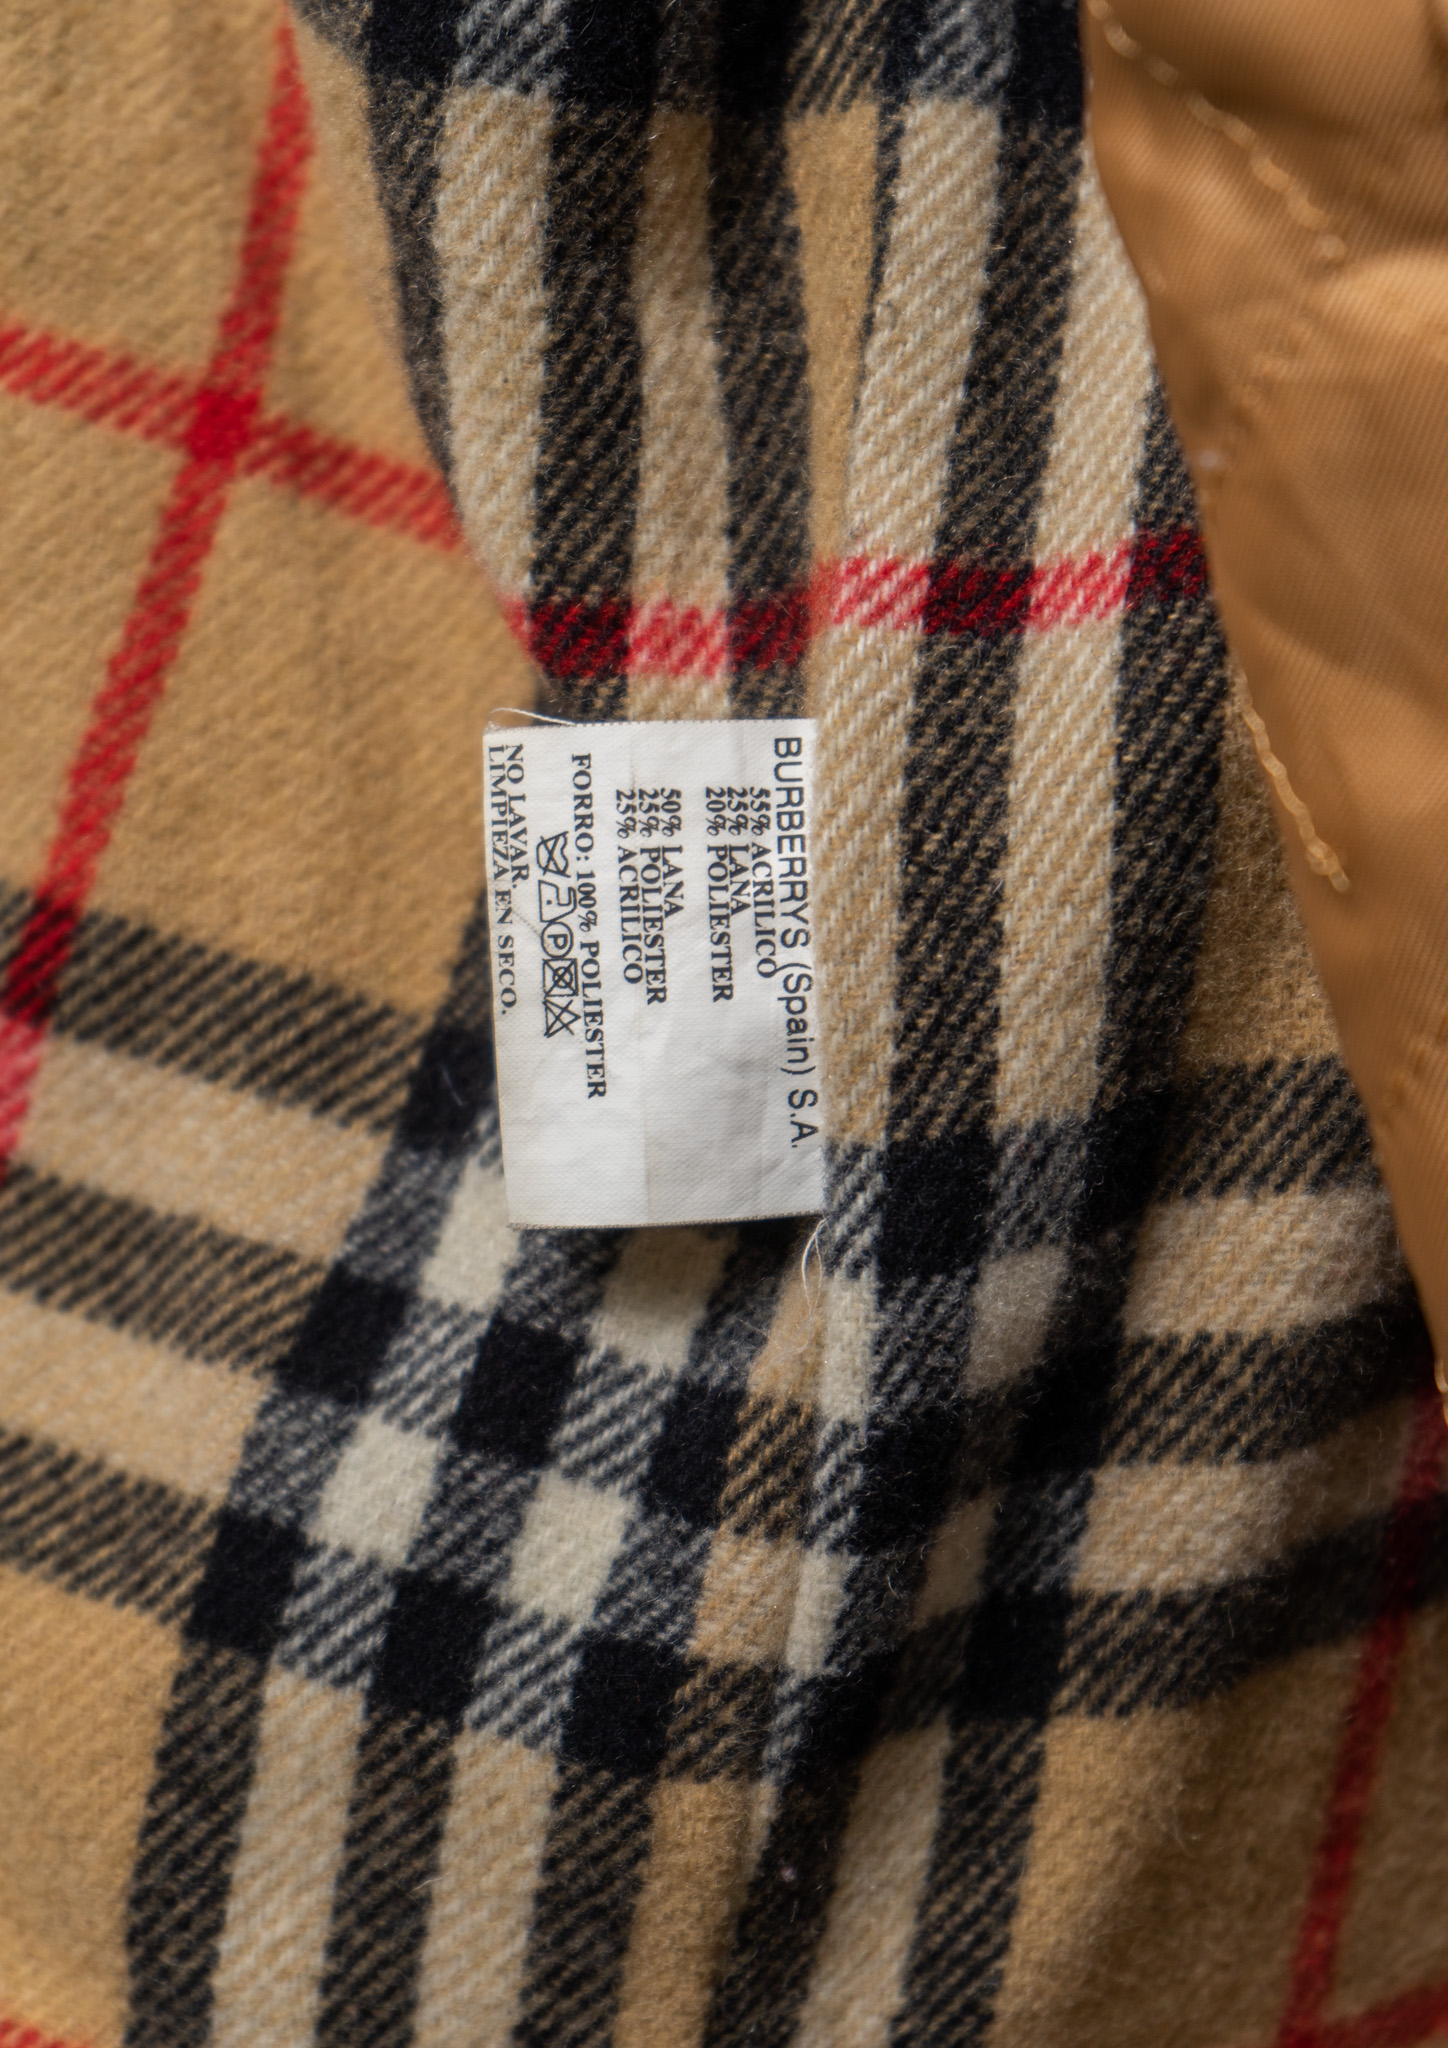 BURBERRYS (Spain) S.A.
55% ACRILICO
25% LANA
20% POLIESTER
50% LANA
25% POLIESTER
25% ACRILICO
FORRO: 100% POLIESTER
P
NO LAVAR.
LIMPIEZA EN SECO.